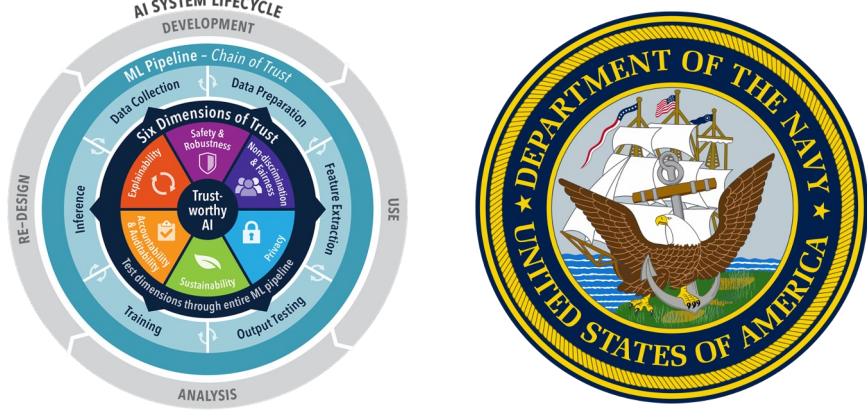 AI SYSTEM LIFECYCLE
DEVELOPMENT
ML Pipeline – Chain of Trust
Data Collection
Data Preparation
Six Dimensions of Trust
Safety &
Robustness
Explainability
Non-discrimination
& Fairness
Trust-
worthy
AI
Accountability
& Auditability
Privacy
Sustainability
Test dimensions through entire ML pipeline
Inference
Feature Extraction
Training
Output Testing
RE-DESIGN
USE
ANALYSIS
DEPARTMENT OF THE NAVY
UNITED STATES OF AMERICA